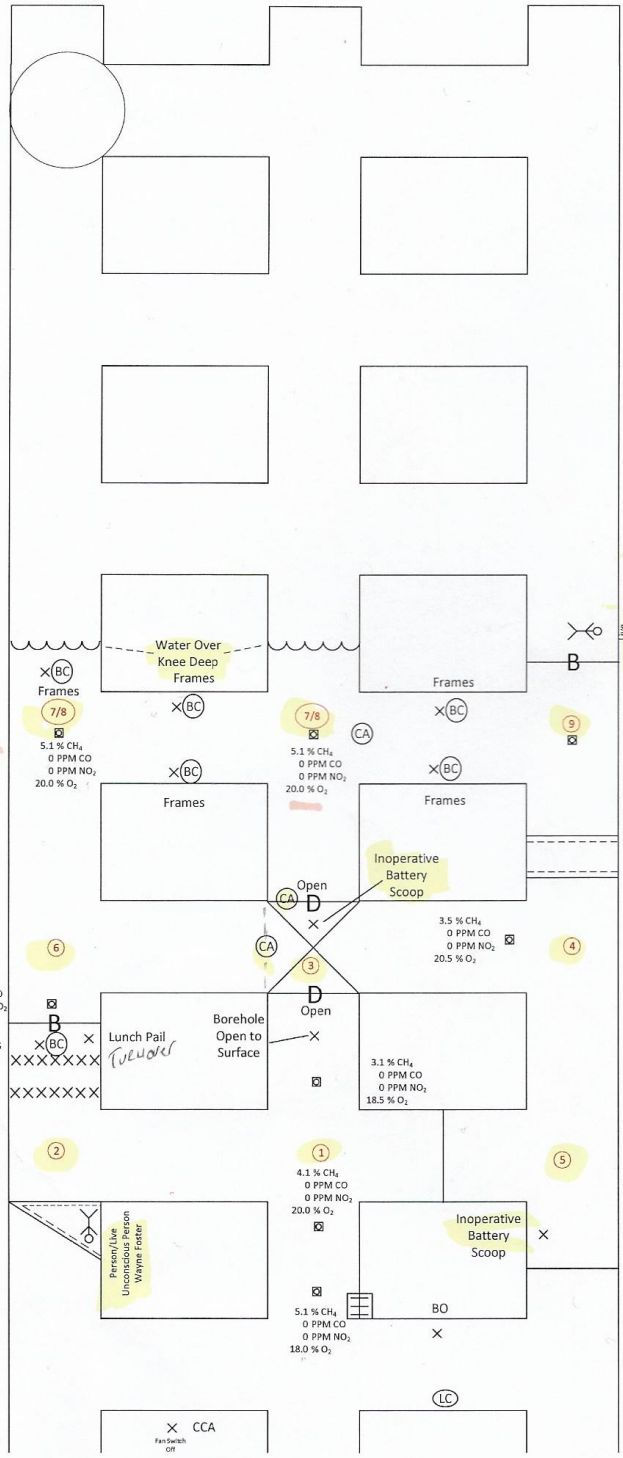 Water Over
Knee Deep
Frames
B
× BC
Frames
7/8
5.1 % CH₄
0 PPM CO
0 PPM NO₂
20.0 % O₂
× BC
7/8
CA
5.1 % CH₄
0 PPM CO
0 PPM NO₂
20.0 % O₂
Frames
× BC
9
× BC
Frames
× BC
Frames
Inoperative
Battery
Scoop
Open
CA
D
×
CA
3
D
Open
3.5 % CH₄
0 PPM CO
0 PPM NO₂
20.5 % O₂
4
6
B
× BC
×
Lunch Pail
XXXXXXXXX
XXXXXXXXX
Borehole
Open to
Surface
×
3.1 % CH₄
0 PPM CO
0 PPM NO₂
18.5 % O₂
2
1
5
4.1 % CH₄
0 PPM CO
0 PPM NO₂
20.0 % O₂
Person/Live
Unconscious Person
Wayne Foster
Inoperative
Battery
Scoop
×
5.1 % CH₄
0 PPM CO
0 PPM NO₂
18.0 % O₂
BO
×
LC
× CCA
Fan Switch
Off